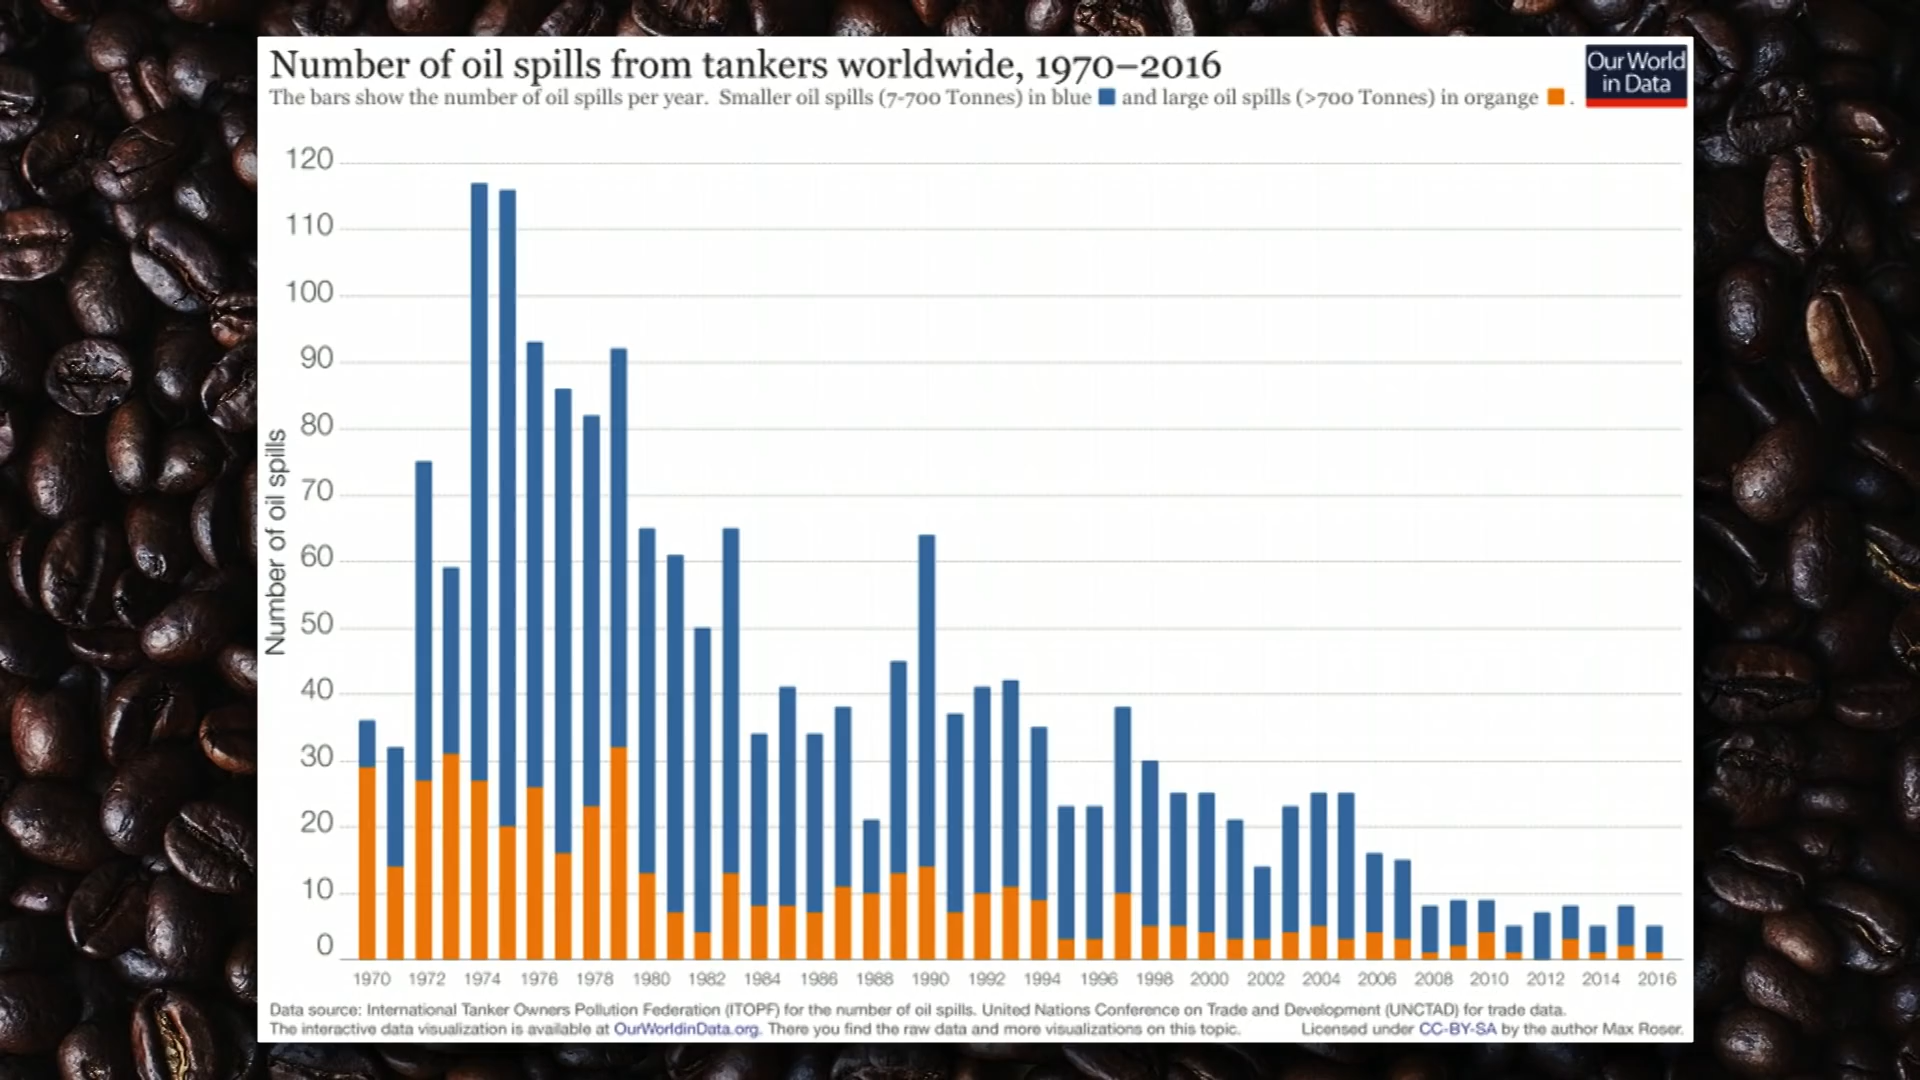 Number of oil spills from tankers worldwide, 1970–2016
The bars show the number of oil spills per year. Smaller oil spills (7-700 Tonnes) in blue and large oil spills (>700 Tonnes) in organge .
Our World
in Data
120
110
100
90
80
70
60
50
40
30
20
10
0
Number of oil spills
1970 1972 1974 1976 1978 1980 1982 1984 1986 1988 1990 1992 1994 1996 1998 2000 2002 2004 2006 2008 2010 2012 2014 2016
Data source: International Tanker Owners Pollution Federation (ITOPF) for the number of oil spills. United Nations Conference on Trade and Development (UNCTAD) for trade data.
The interactive data visualization is available at OurWorldinData.org. There you find the raw data and more visualizations on this topic. Licensed under CC-BY-SA by the author Max Roser.